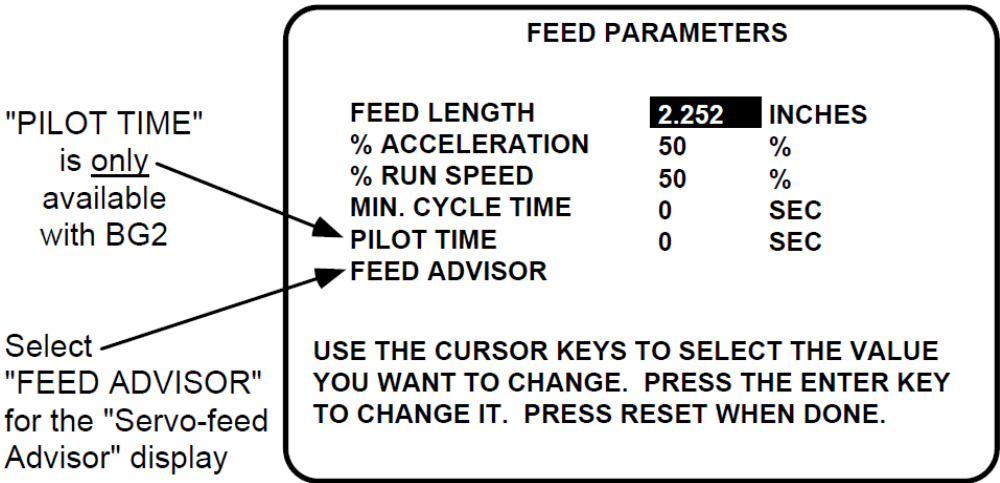 FEED PARAMETERS
"PILOT TIME"
is only
available
with BG2
FEED LENGTH 2.252 INCHES
% ACCELERATION 50 %
% RUN SPEED 50 %
MIN. CYCLE TIME 0 SEC
PILOT TIME 0 SEC
FEED ADVISOR
Select
"FEED ADVISOR"
for the "Servo-feed
Advisor" display
USE THE CURSOR KEYS TO SELECT THE VALUE
YOU WANT TO CHANGE. PRESS THE ENTER KEY
TO CHANGE IT. PRESS RESET WHEN DONE.